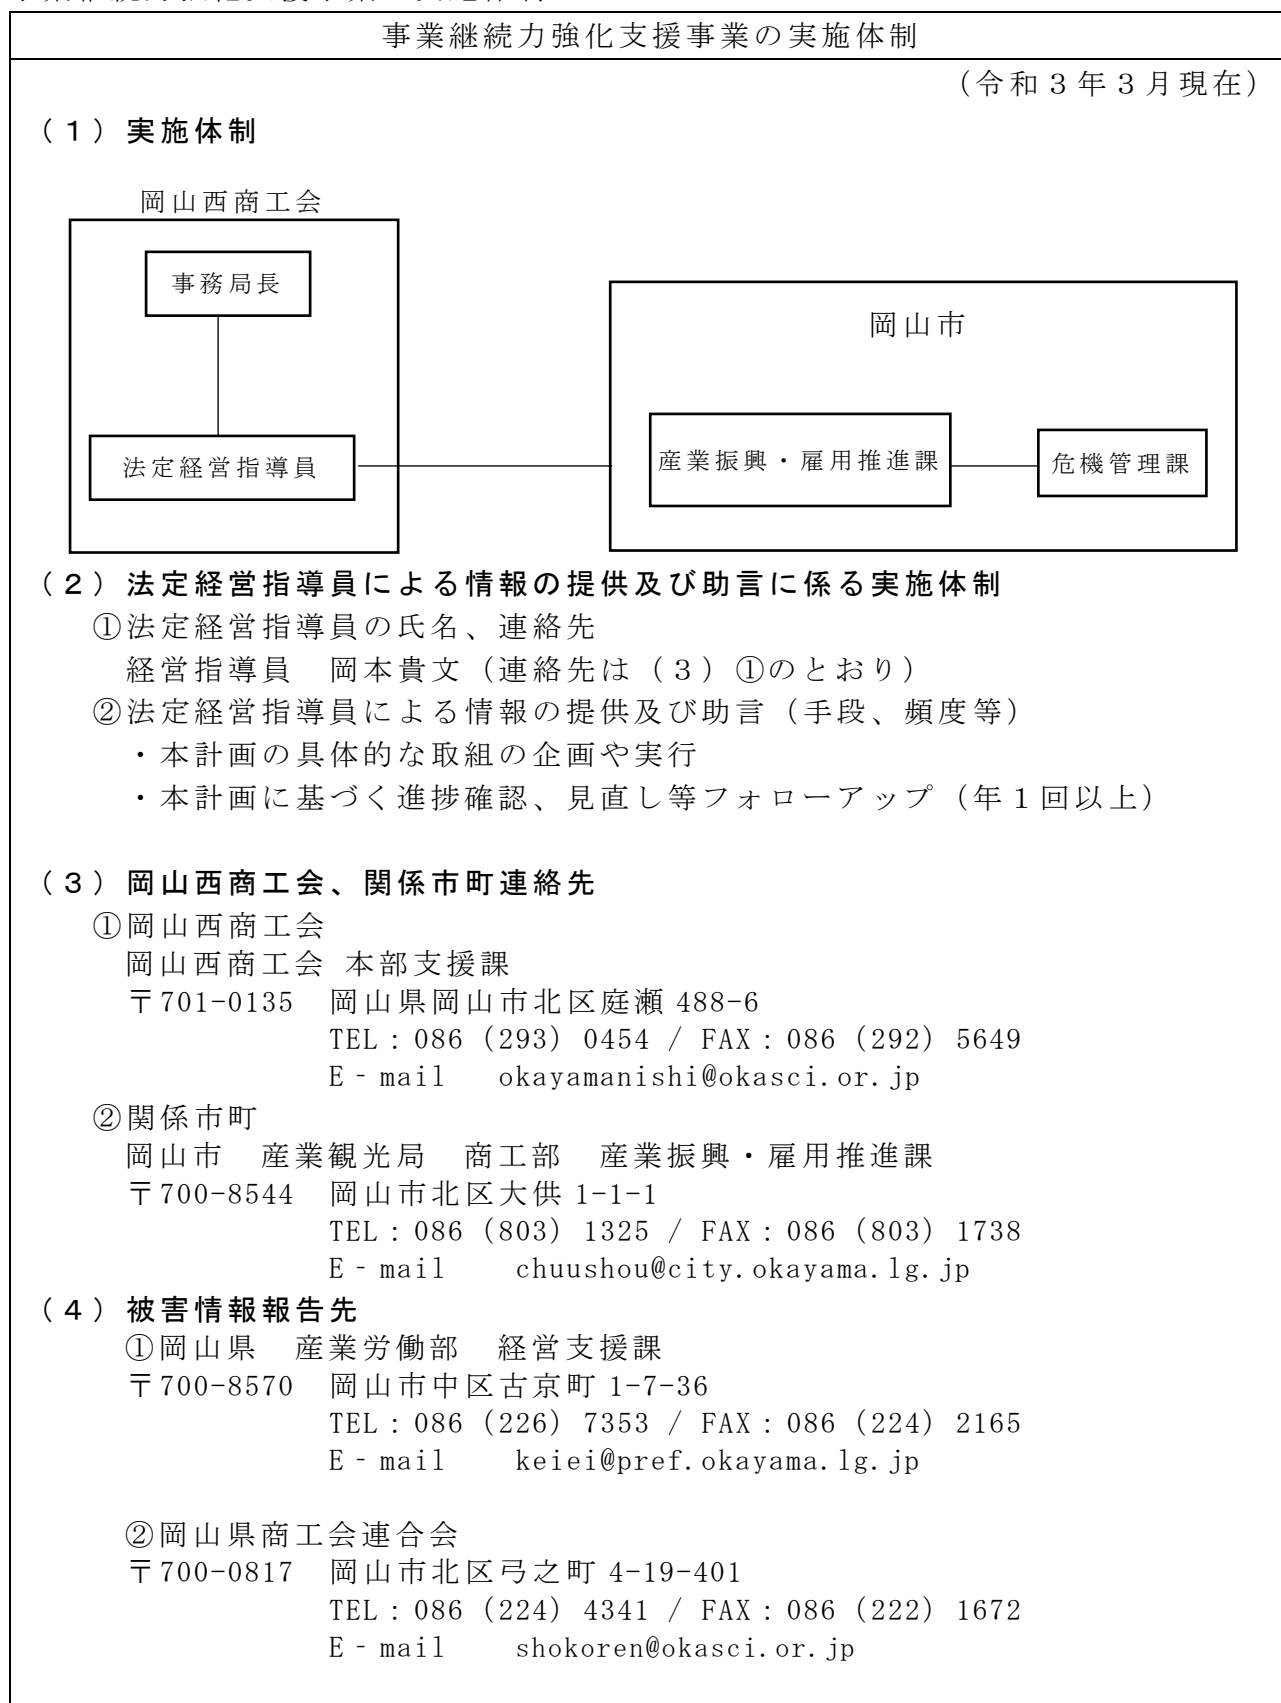 事業継続力強化支援事業の実施体制
（令和３年３月現在）
（１）実施体制
岡山西商工会
事務局長
岡山市
法定経営指導員
産業振興・雇用推進課
危機管理課
（２）法定経営指導員による情報の提供及び助言に係る実施体制
①法定経営指導員の氏名、連絡先
経営指導員　岡本貴文（連絡先は（３）①のとおり）
②法定経営指導員による情報の提供及び助言（手段、頻度等）
・本計画の具体的な取組の企画や実行
・本計画に基づく進捗確認、見直し等フォローアップ（年１回以上）
（３）岡山西商工会、関係市町連絡先
①岡山西商工会
岡山西商工会 本部支援課
〒701-0135　岡山県岡山市北区庭瀬 488-6
TEL：086（293）0454 / FAX：086（292）5649
E‐mail　okayamanishi@okasci.or.jp
②関係市町
岡山市　産業観光局　商工部　産業振興・雇用推進課
〒700-8544　岡山市北区大供 1-1-1
TEL：086（803）1325 / FAX：086（803）1738
E‐mail　chuushou@city.okayama.lg.jp
（４）被害情報報告先
①岡山県　産業労働部　経営支援課
〒700-8570　岡山市中区古京町 1-7-36
TEL：086（226）7353 / FAX：086（224）2165
E‐mail　keiei@pref.okayama.lg.jp
②岡山県商工会連合会
〒700-0817　岡山市北区弓之町 4-19-401
TEL：086（224）4341 / FAX：086（222）1672
E‐mail　shokoren@okasci.or.jp